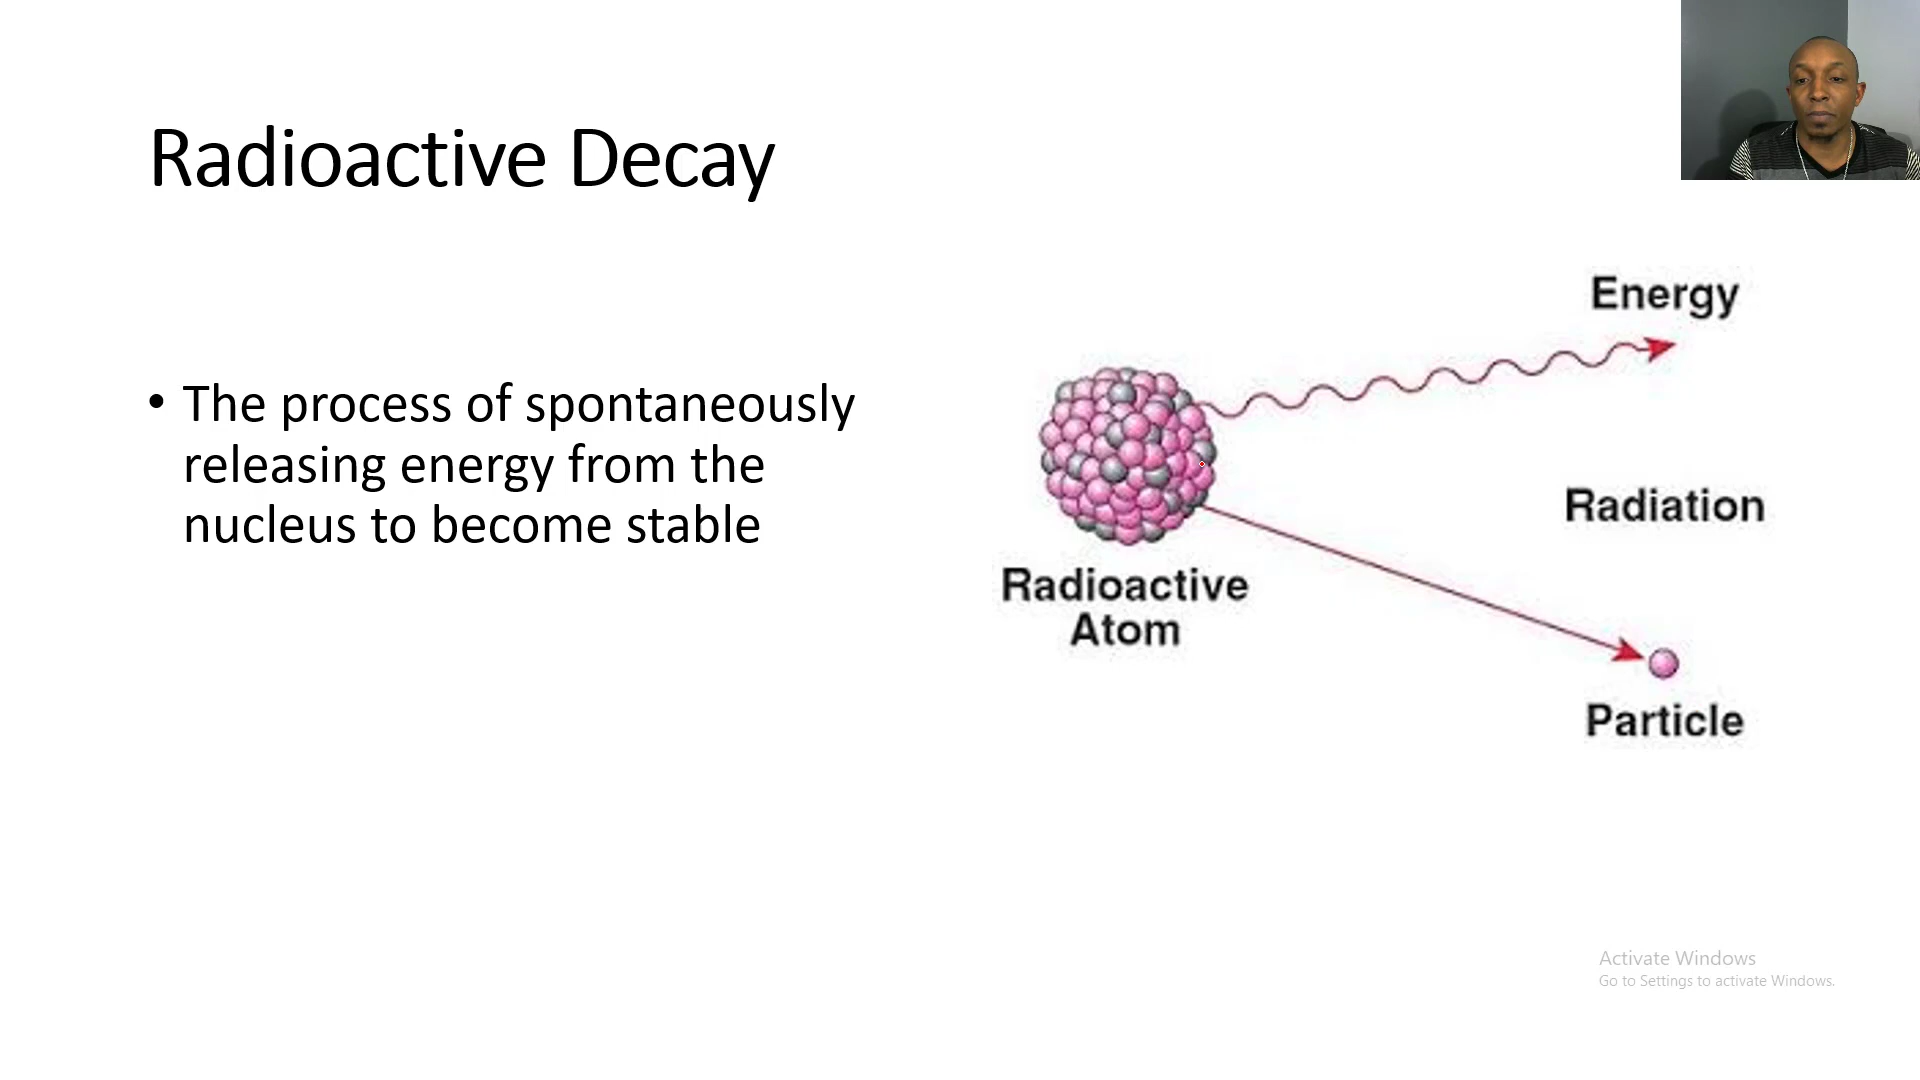 Radioactive Decay
• The process of spontaneously
releasing energy from the
nucleus to become stable
Energy
Radiation
Radioactive
Atom
Particle
Activate Windows
Go to Settings to activate Windows.